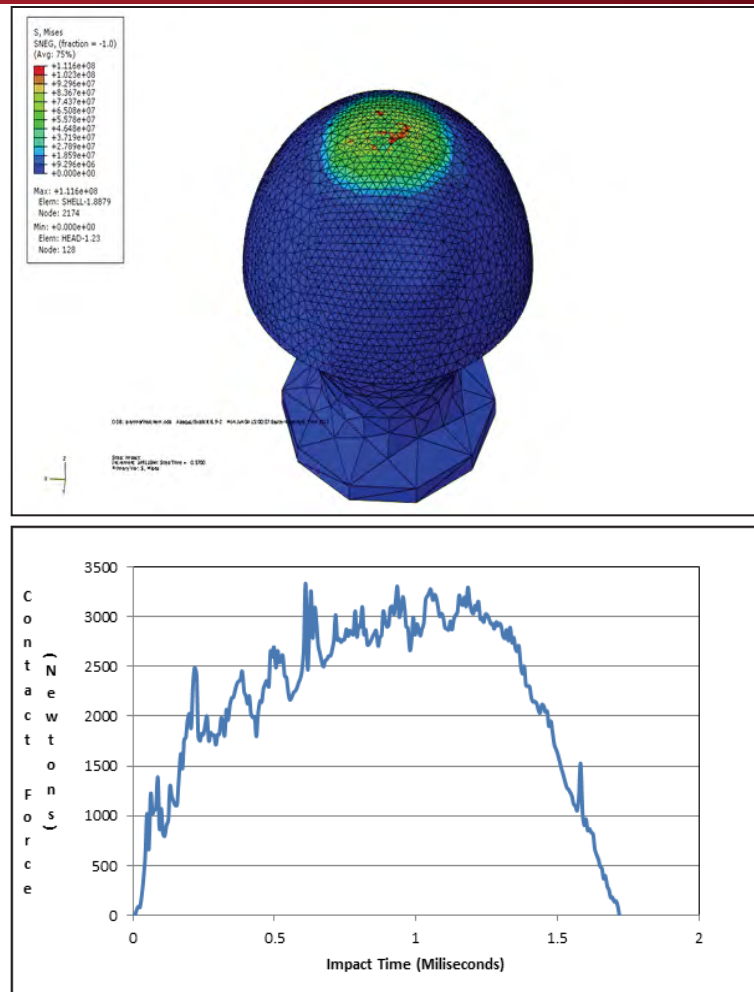 S, Mises
SNEG, (fraction = -1.0)
(Avg: 75%)
+1.116e+08
+1.023e+08
+9.296e+07
+8.367e+07
+7.437e+07
+6.508e+07
+5.578e+07
+4.648e+07
+3.719e+07
+2.789e+07
+1.859e+07
+9.296e+06
+0.000e+00
Max: +1.116e+08
Elem: SHELL-1.8879
Node: 2174
Min: +0.000e+00
Elem: HEAD-1.23
Node: 128
Step: Impact
Z
X
Y
Contact Force
(Newtons)
3500
3000
2500
2000
1500
1000
500
0
0
0.5
1
1.5
2
Impact Time (Miliseconds)